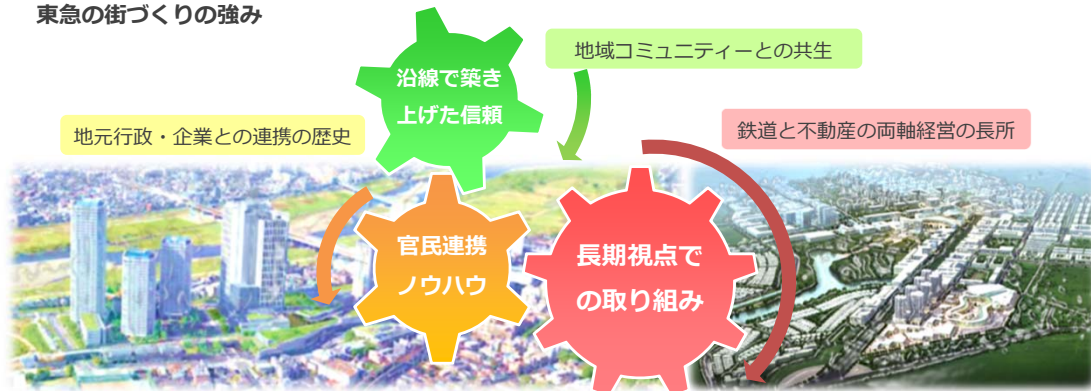 東急の街づくりの強み
地域コミュニティーとの共生
沿線で築き
上げた信頼
地元行政・企業との連携の歴史
鉄道と不動産の両軸経営の長所
官民連携
ノウハウ
長期視点で
の取り組み